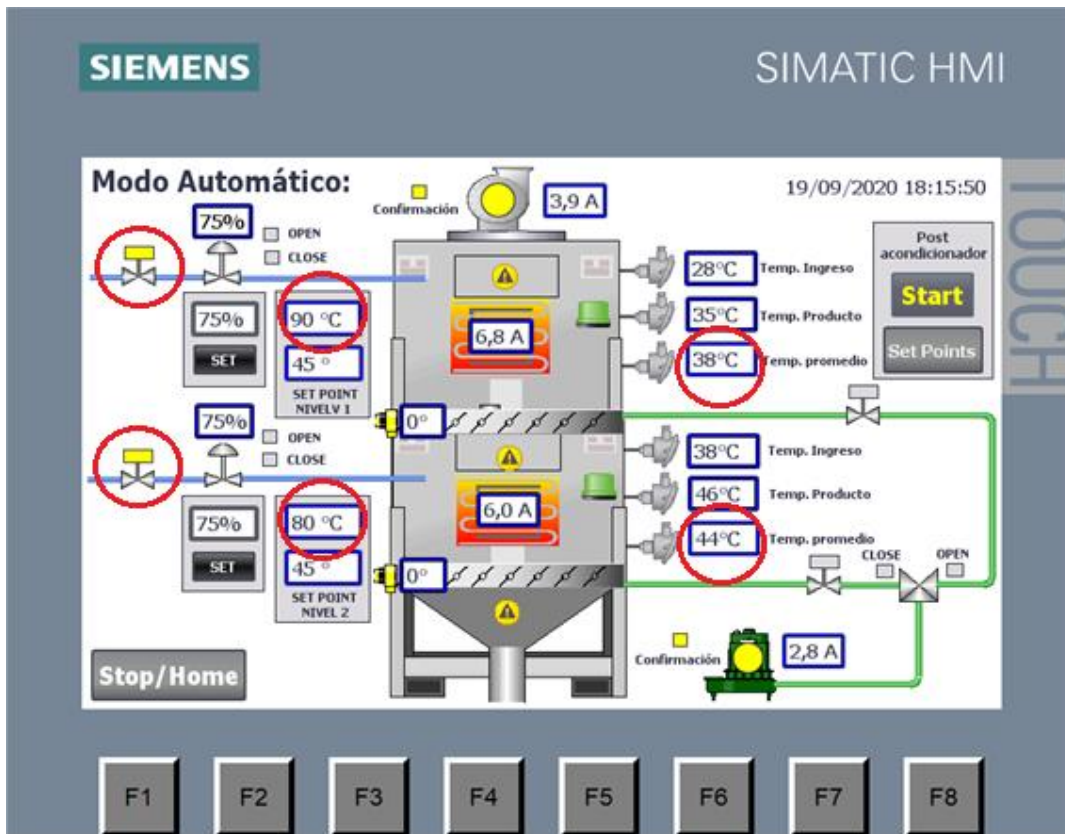 SIEMENS
SIMATIC HMI
TOUCH
Modo Automático:
19/09/2020 18:15:50
Confirmación
3,9 A
75%
OPEN
CLOSE
Post
acondicionador
Start
Set Points
28°C Temp. Ingreso
35°C Temp. Producto
38°C Temp. promedio
75%
SET
90 °C
45 °
SET POINT
NIVELV 1
6,8 A
0°
75%
OPEN
CLOSE
38°C Temp. Ingreso
46°C Temp. Producto
44°C Temp. promedio
75%
SET
80 °C
45 °
SET POINT
NIVEL 2
6,0 A
0°
CLOSE
OPEN
Confirmación
2,8 A
Stop/Home
F1 F2 F3 F4 F5 F6 F7 F8